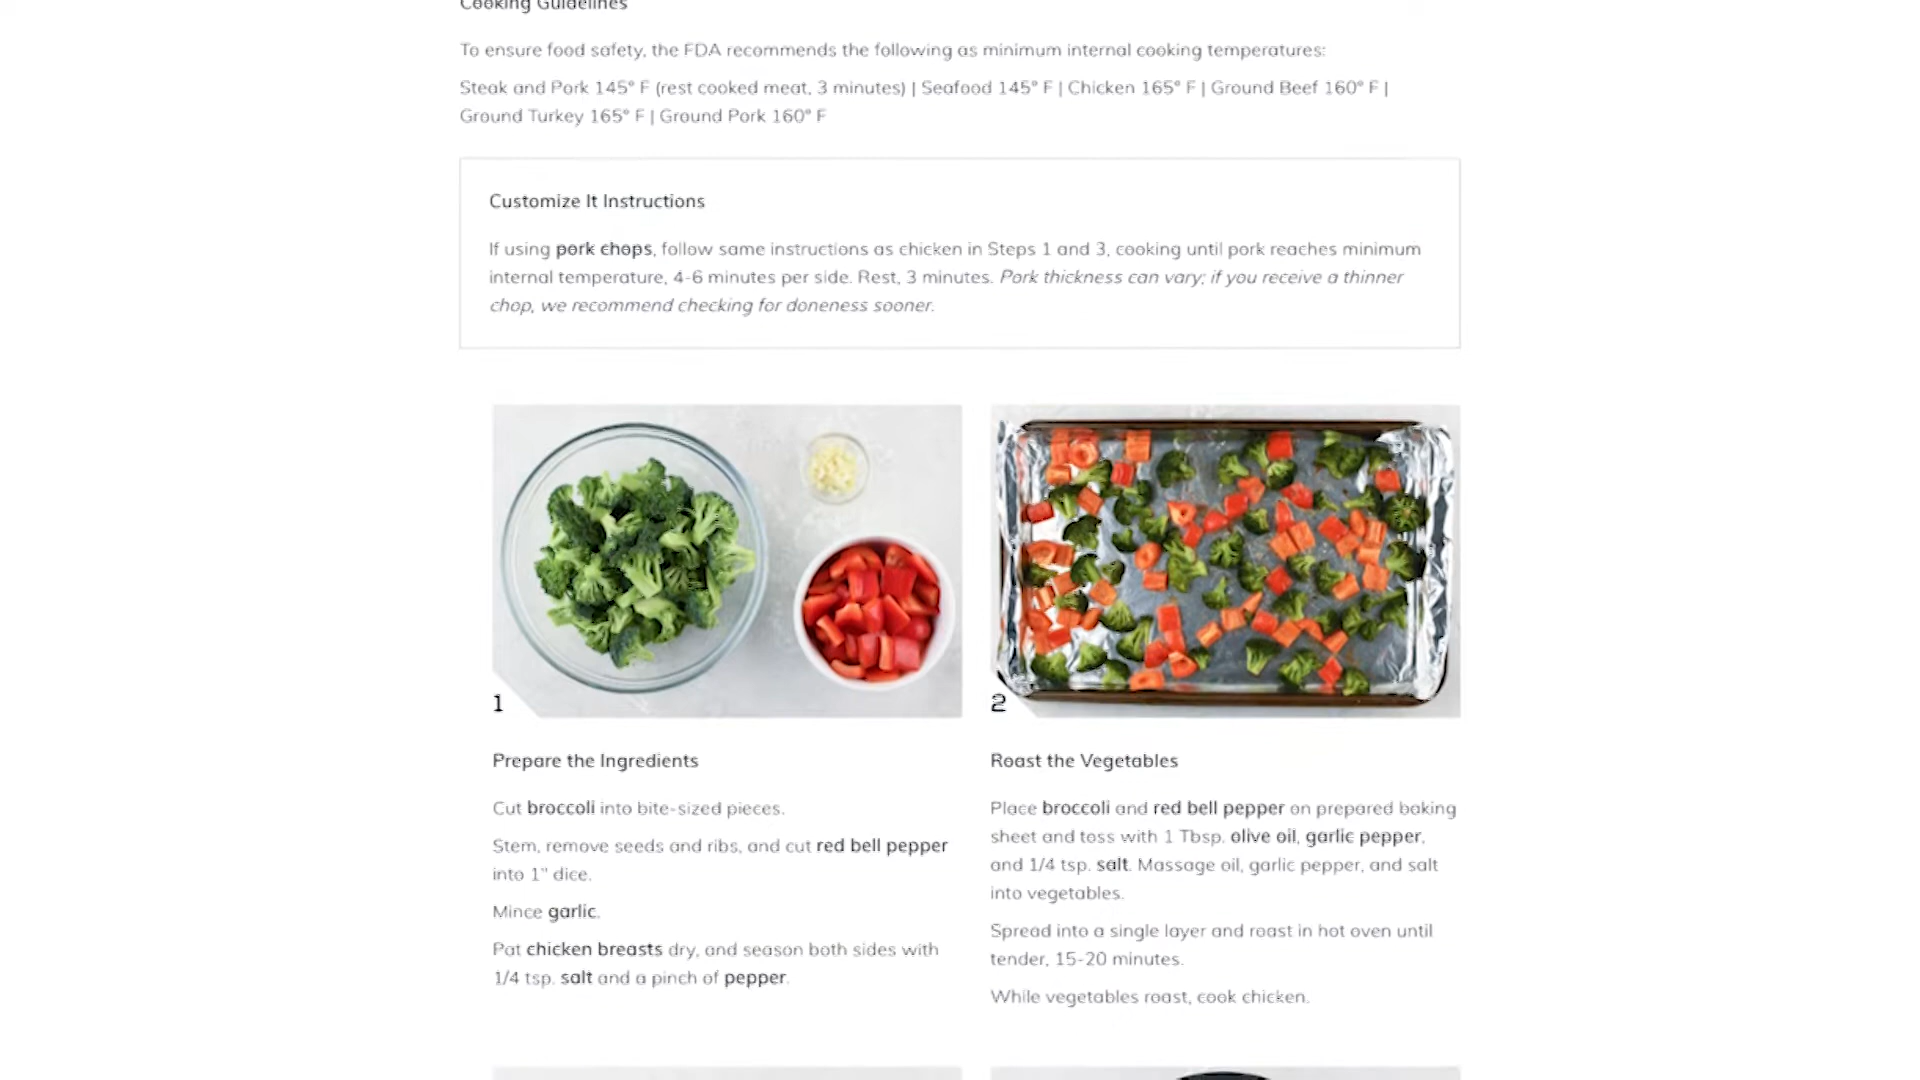 Cooking Guidelines
To ensure food safety, the FDA recommends the following as minimum internal cooking temperatures:
Steak and Pork 145° F (rest cooked meat, 3 minutes) | Seafood 145° F | Chicken 165° F | Ground Beef 160° F |
Ground Turkey 165° F | Ground Pork 160° F
Customize It Instructions
If using pork chops, follow same instructions as chicken in Steps 1 and 3, cooking until pork reaches minimum
internal temperature, 4-6 minutes per side. Rest, 3 minutes. Pork thickness can vary; if you receive a thinner
chop, we recommend checking for doneness sooner.
1
Prepare the Ingredients
Cut broccoli into bite-sized pieces.
Stem, remove seeds and ribs, and cut red bell pepper
into 1" dice.
Mince garlic.
Pat chicken breasts dry, and season both sides with
1/4 tsp. salt and a pinch of pepper.
2
Roast the Vegetables
Place broccoli and red bell pepper on prepared baking
sheet and toss with 1 Tbsp. olive oil, garlic pepper,
and 1/4 tsp. salt. Massage oil, garlic pepper, and salt
into vegetables.
Spread into a single layer and roast in hot oven until
tender, 15-20 minutes.
While vegetables roast, cook chicken.